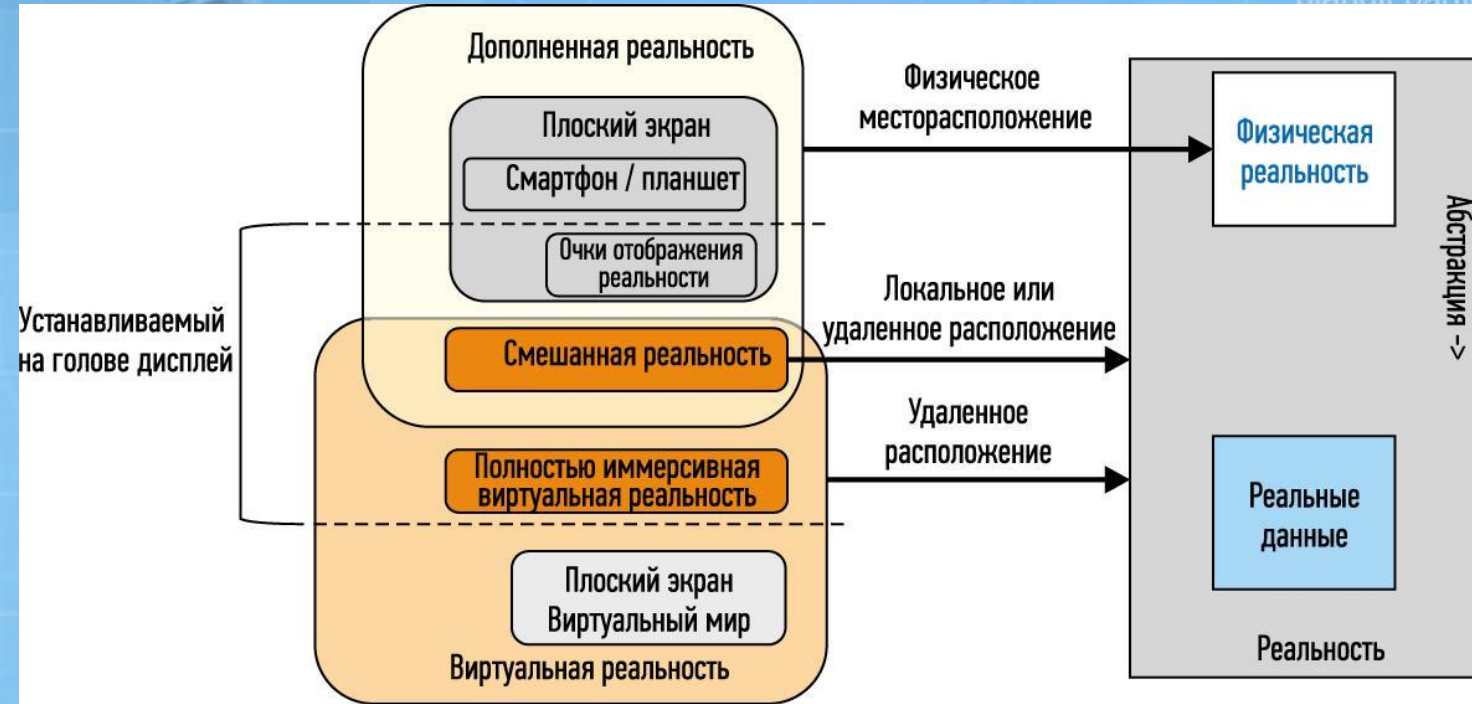 Дополненная реальность
Плоский экран
Смартфон / планшет
Очки отображения
реальности
Устанавливаемый
на голове дисплей
Смешанная реальность
Полностью иммерсивная
виртуальная реальность
Плоский экран
Виртуальный мир
Виртуальная реальность
Физическое
месторасположение
Локальное или
удаленное расположение
Удаленное
расположение
Физическая
реальность
Абстракция ->
Реальные
данные
Реальность